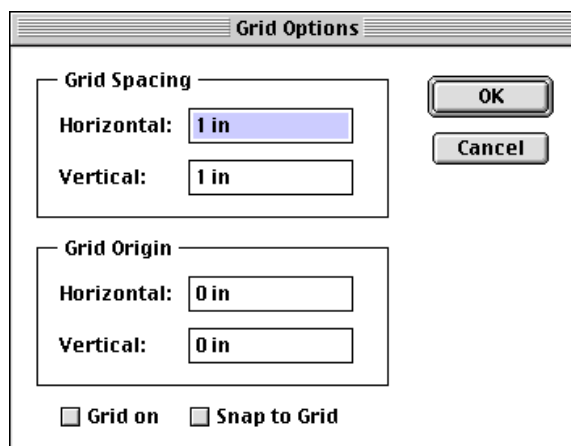 Grid Options
Grid Spacing
Horizontal: 1 in
Vertical: 1 in
OK
Cancel
Grid Origin
Horizontal: 0 in
Vertical: 0 in
Grid on Snap to Grid